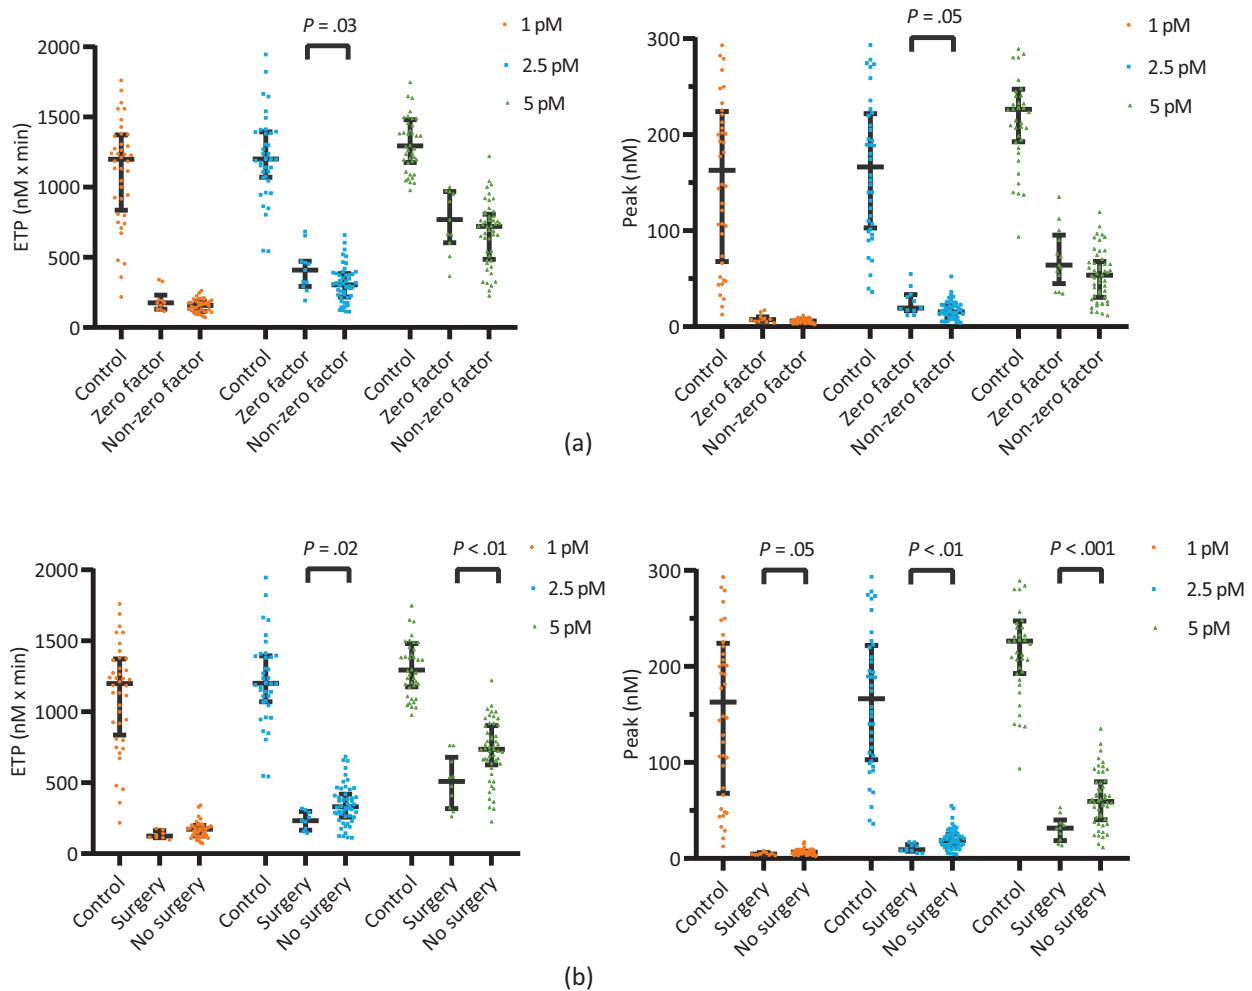 P = .03
1 pM
2.5 pM
5 pM
ETP (nM x min)
2000
1500
1000
500
0
Control
Zero factor
Non-zero factor
Control
Zero factor
Non-zero factor
Control
Zero factor
Non-zero factor
P = .05
1 pM
2.5 pM
5 pM
Peak (nM)
300
200
100
0
Control
Zero factor
Non-zero factor
Control
Zero factor
Non-zero factor
Control
Zero factor
Non-zero factor
(a)
P = .02
P < .01
1 pM
2.5 pM
5 pM
ETP (nM x min)
2000
1500
1000
500
0
Control
Surgery
No surgery
Control
Surgery
No surgery
Control
Surgery
No surgery
P = .05
P < .01
P < .001
1 pM
2.5 pM
5 pM
Peak (nM)
300
200
100
0
Control
Surgery
No surgery
Control
Surgery
No surgery
Control
Surgery
No surgery
(b)